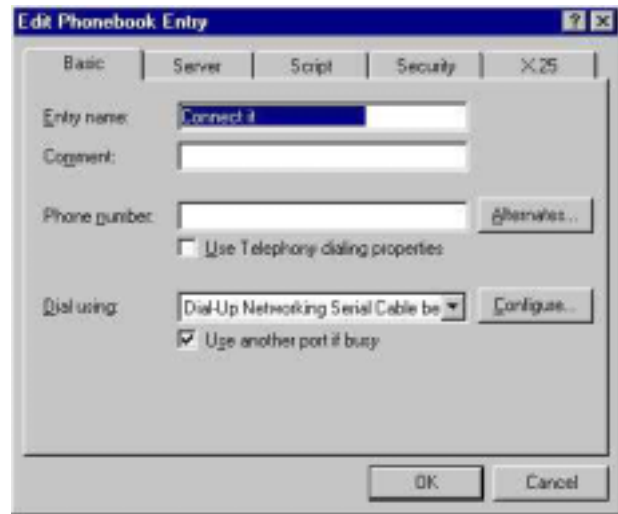 Edit Phonebook Entry
Basic Server Script Security X.25
Entry name: Connect it
Comment:
Phone number: Alternates...
Use Telephony dialing properties
Dial using: Dial-Up Networking Serial Cable be Configure...
Use another port if busy
OK Cancel